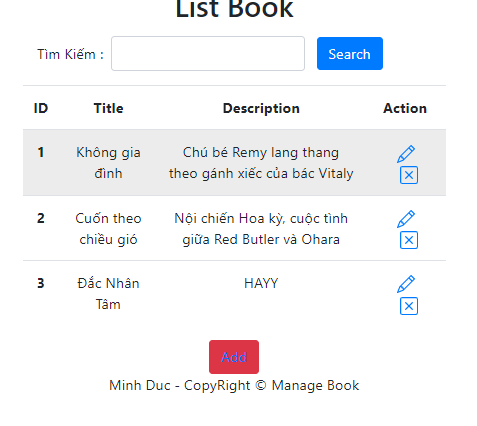 List Book
Tìm Kiếm :
Search
ID Title Description Action
1 Không gia Chú bé Remy lang thang
đình theo gánh xiếc của bác Vitaly
2 Cuốn theo Nội chiến Hoa kỳ, cuộc tình
chiều gió giữa Red Butler và Ohara
3 Đắc Nhân HAYY
Tâm
Add
Minh Duc - CopyRight © Manage Book